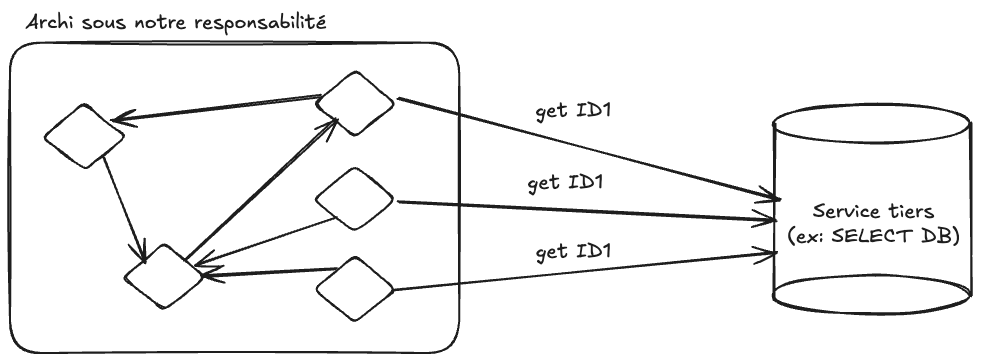 Archi sous notre responsabilité
get ID1
get ID1
get ID1
Service tiers
(ex: SELECT DB)